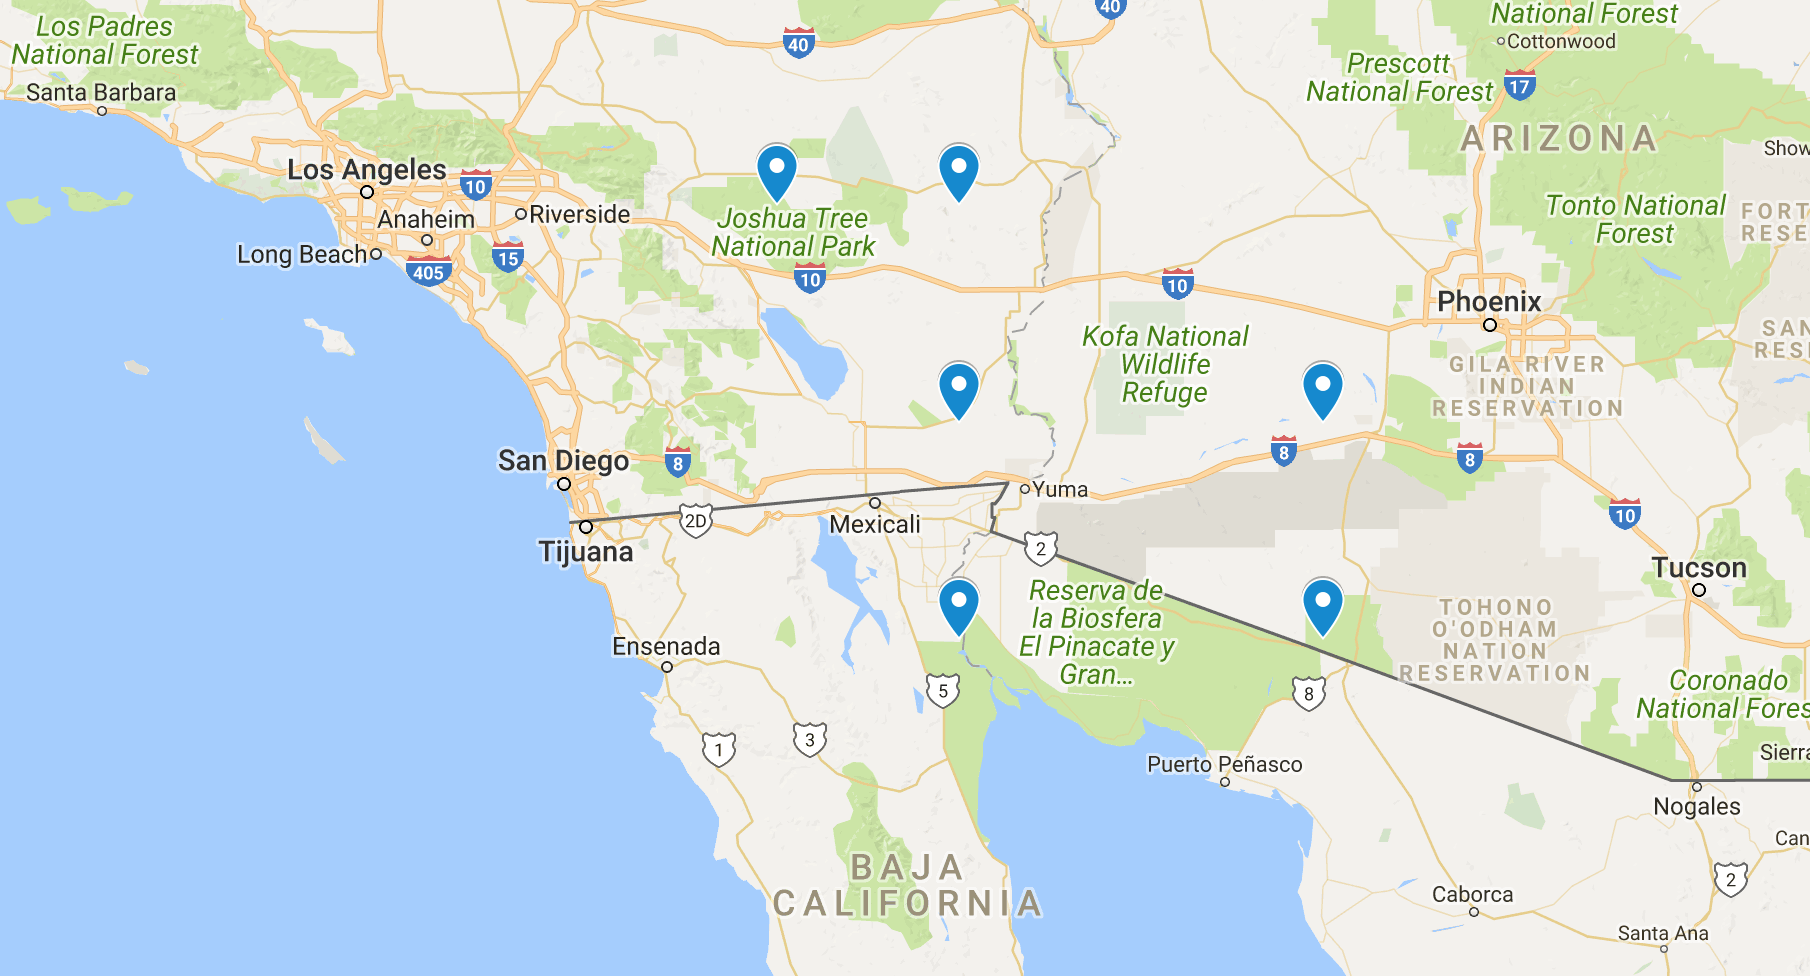 Los Padres
National Forest
Santa Barbara
40
40
National Forest
Cottonwood
Prescott
National Forest
17
ARIZONA
Show
Los Angeles
10
Anaheim
Riverside
Long Beach
405
15
Joshua Tree
National Park
10
10
Tonto National
Forest
FORT
RESE
Phoenix
Kofa National
Wildlife
Refuge
GILA RIVER
INDIAN
RESERVATION
SAN
RES
San Diego
8
8
8
Yuma
10
Mexicali
2D
Tijuana
2
Tucson
Reserva de
la Biosfera
El Pinacate y
Gran...
TOHONO
O'ODHAM
NATION
RESERVATION
Ensenada
5
8
Coronado
National Fores
1
3
Puerto Peñasco
Sierra
Nogales
Can
BAJA
CALIFORNIA
2
Caborca
Santa Ana